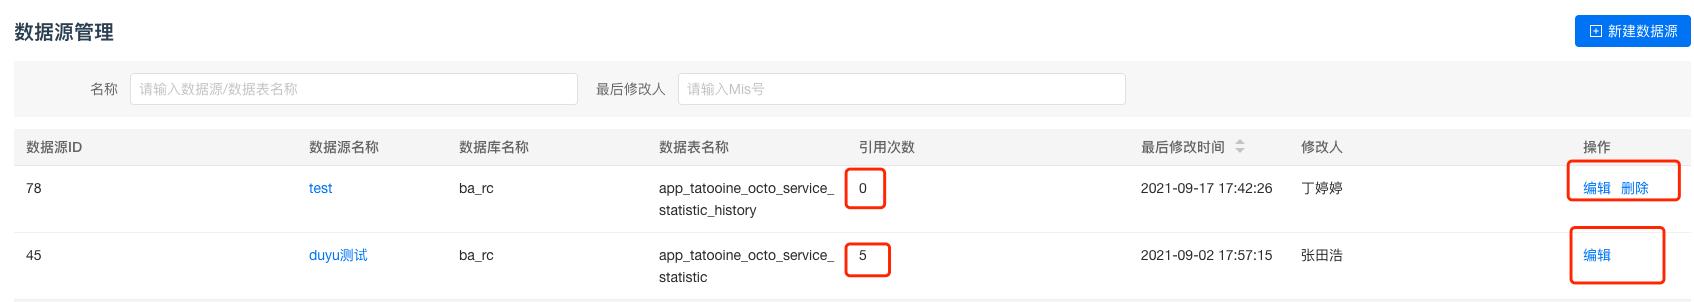 数据源管理
新建数据源
名称 请输入数据源/数据表名称 最后修改人 请输入Mis号
数据源ID 数据源名称 数据库名称 数据表名称 引用次数 最后修改时间 修改人 操作
78 test ba_rc app_tatooine_octo_service_ 0 2021-09-17 17:42:26 丁婷婷 编辑 删除
statistic_history
45 duyu测试 ba_rc app_tatooine_octo_service_ 5 2021-09-02 17:57:15 张田浩 编辑
statistic